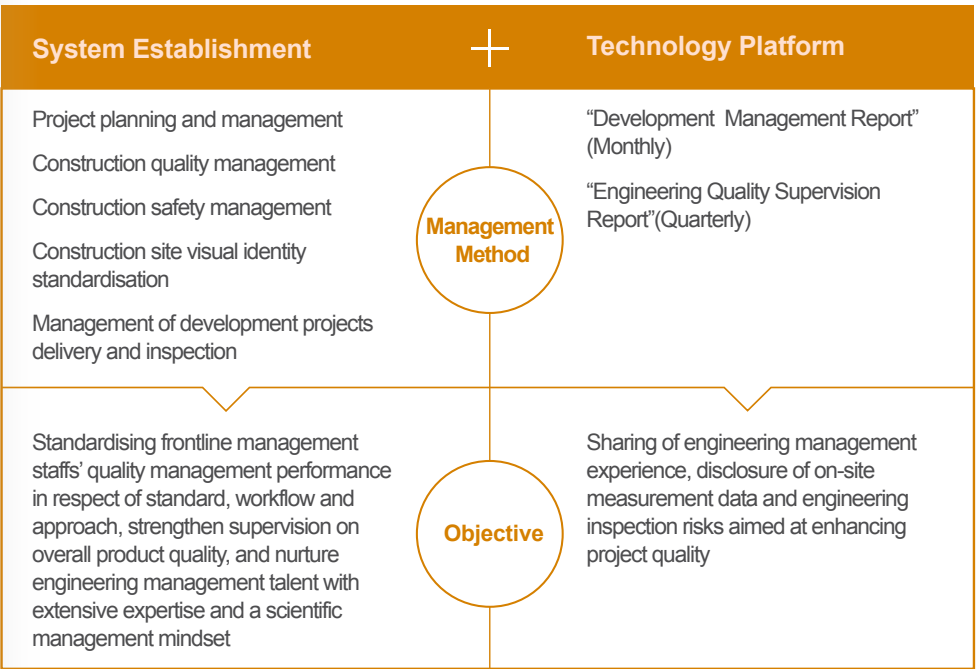 System Establishment
Technology Platform
Project planning and management
Construction quality management
Construction safety management
Construction site visual identity
standardisation
Management of development projects
delivery and inspection
Management
Method
“Development Management Report”
(Monthly)
“Engineering Quality Supervision
Report”(Quarterly)
Standardising frontline management
staffs’ quality management performance
in respect of standard, workflow and
approach, strengthen supervision on
overall product quality, and nurture
engineering management talent with
extensive expertise and a scientific
management mindset
Objective
Sharing of engineering management
experience, disclosure of on-site
measurement data and engineering
inspection risks aimed at enhancing
project quality